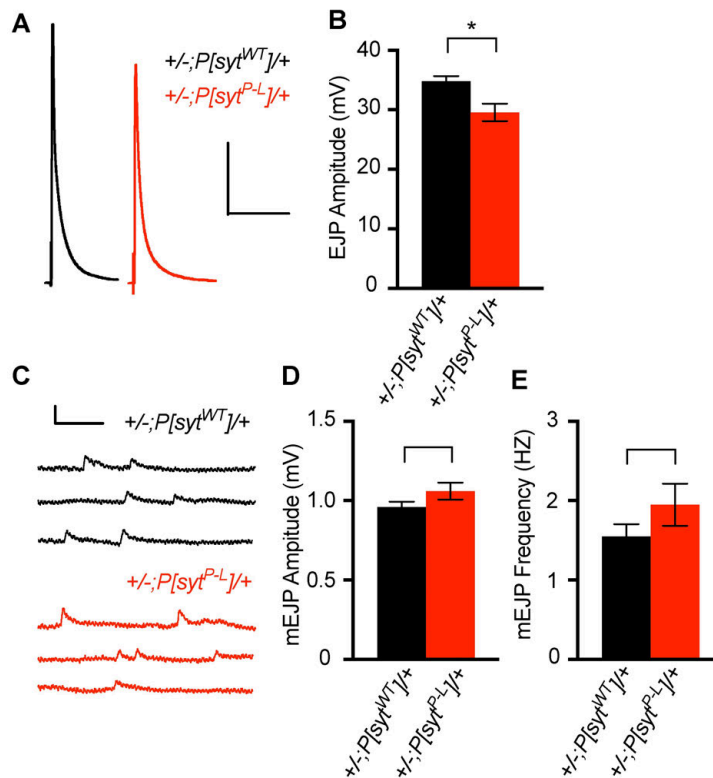 A
+/-;P[syt^WT]/+
+/-;P[syt^P-L]/+
B
*
EJP Ampitude (mV)
40
30
20
10
0
+/-;P[syt^WT]/+
+/-;P[syt^P-L]/+
C
+/-;P[syt^WT]/+
+/-;P[syt^P-L]/+
D
mEJP Ampitude (mV)
1.5
1.0
0.5
0
+/-;P[syt^WT]/+
+/-;P[syt^P-L]/+
E
mEJP Frequency (HZ)
3
2
1
0
+/-;P[syt^WT]/+
+/-;P[syt^P-L]/+